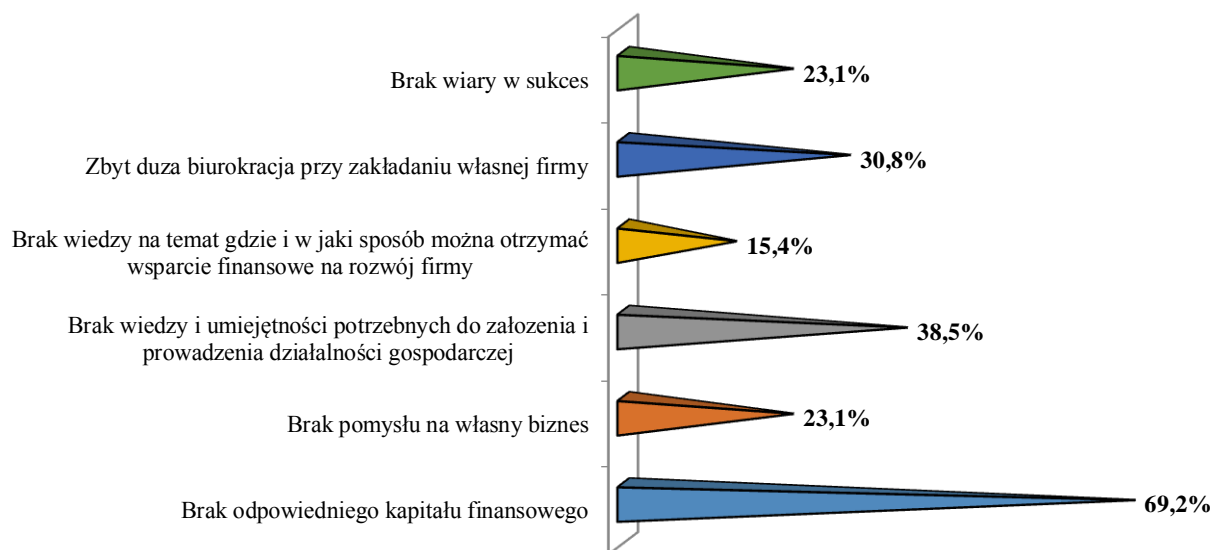 Brak wiary w sukces
23,1%
Zbyt duza biurokracja przy zakładaniu własnej firmy
30,8%
Brak wiedzy na temat gdzie i w jaki sposób można otrzymać
wsparcie finansowe na rozwój firmy
15,4%
Brak wiedzy i umiejętności potrzebnych do załozenia i
prowadzenia działalności gospodarczej
38,5%
Brak pomysłu na własny biznes
23,1%
Brak odpowiedniego kapitału finansowego
69,2%